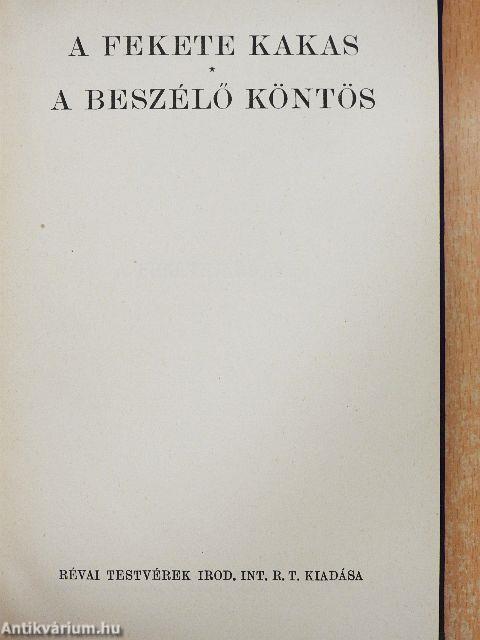 A FEKETE KAKAS
*
A BESZÉLŐ KÖNTÖS
RÉVAI TESTVÉREK IROD. INT. R. T. KIADÁSA
Antikvárium.hu